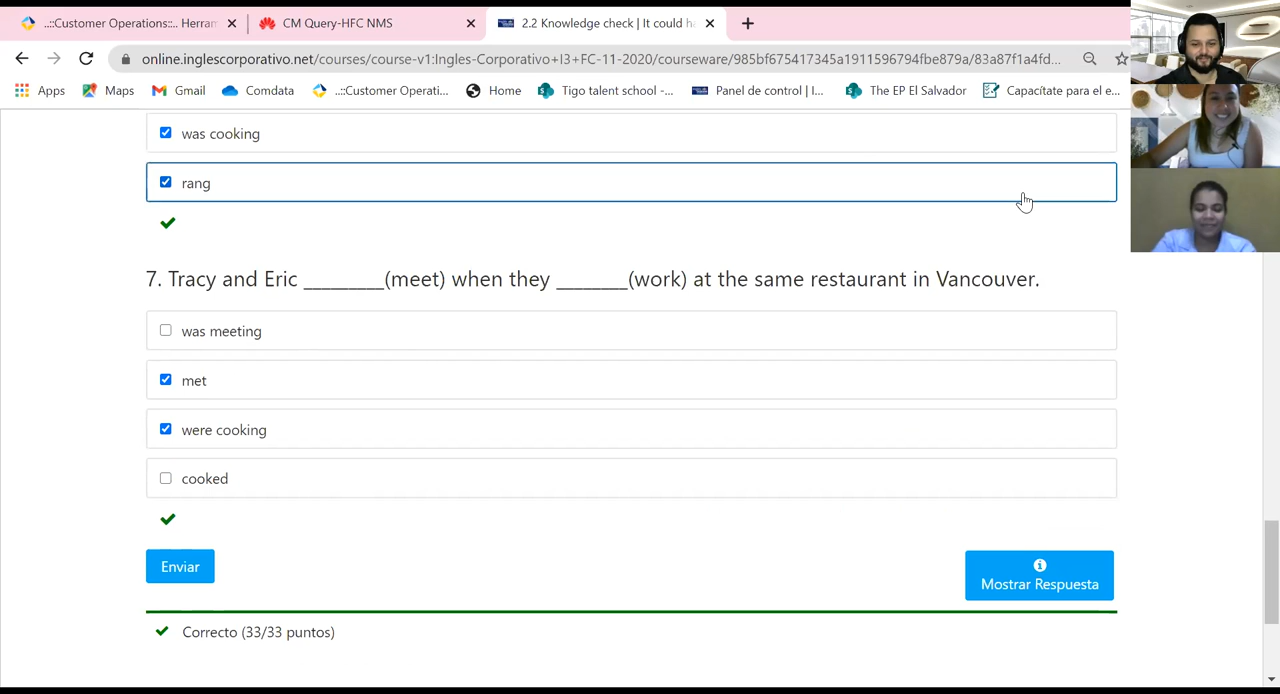 ..::Customer Operations::.. Herram
CM Query-HFC NMS
2.2 Knowledge check | It could ha
online.inglescorporativo.net/courses/course-v1:Ingles_Corporativo+I3+FC-11-2020/courseware/985bf675417345a1911596794fbe879a/83a87f1a4fd...
Apps
Maps
Gmail
Comdata
..::Customer Operati...
Home
Tigo talent school -...
Panel de control | I...
The EP El Salvador
Capacítate para el e...
was cooking
rang
7. Tracy and Eric _________(meet) when they ________(work) at the same restaurant in Vancouver.
was meeting
met
were cooking
cooked
Enviar
Mostrar Respuesta
Correcto (33/33 puntos)